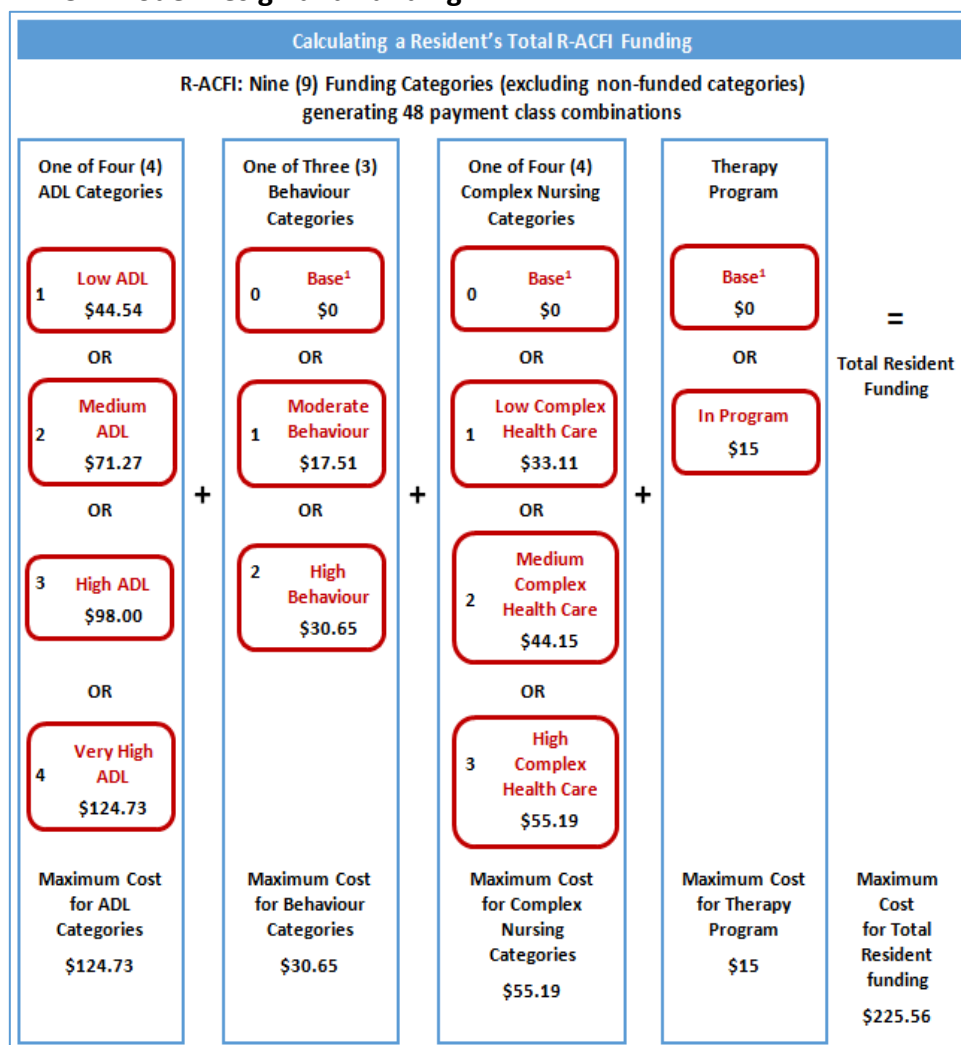 Calculating a Resident's Total R-ACFI Funding
R-ACFI: Nine (9) Funding Categories (excluding non-funded categories)
generating 48 payment class combinations
One of Four (4)
ADL Categories
1
Low ADL
$44.54
OR
2
Medium
ADL
$71.27
OR
3
High ADL
$98.00
OR
4
Very High
ADL
$124.73
Maximum Cost
for ADL
Categories
$124.73
+
One of Three (3)
Behaviour
Categories
0
Base¹
$0
OR
1
Moderate
Behaviour
$17.51
OR
2
High
Behaviour
$30.65
Maximum Cost
for Behaviour
Categories
$30.65
+
One of Four (4)
Complex Nursing
Categories
0
Base¹
$0
OR
1
Low Complex
Health Care
$33.11
OR
2
Medium
Complex
Health Care
$44.15
OR
3
High
Complex
Health Care
$55.19
Maximum Cost
for Complex
Nursing
Categories
$55.19
+
Therapy
Program
Base¹
$0
OR
In Program
$15
Maximum Cost
for Therapy
Program
$15
=
Total Resident
Funding
Maximum
Cost
for Total
Resident
funding
$225.56